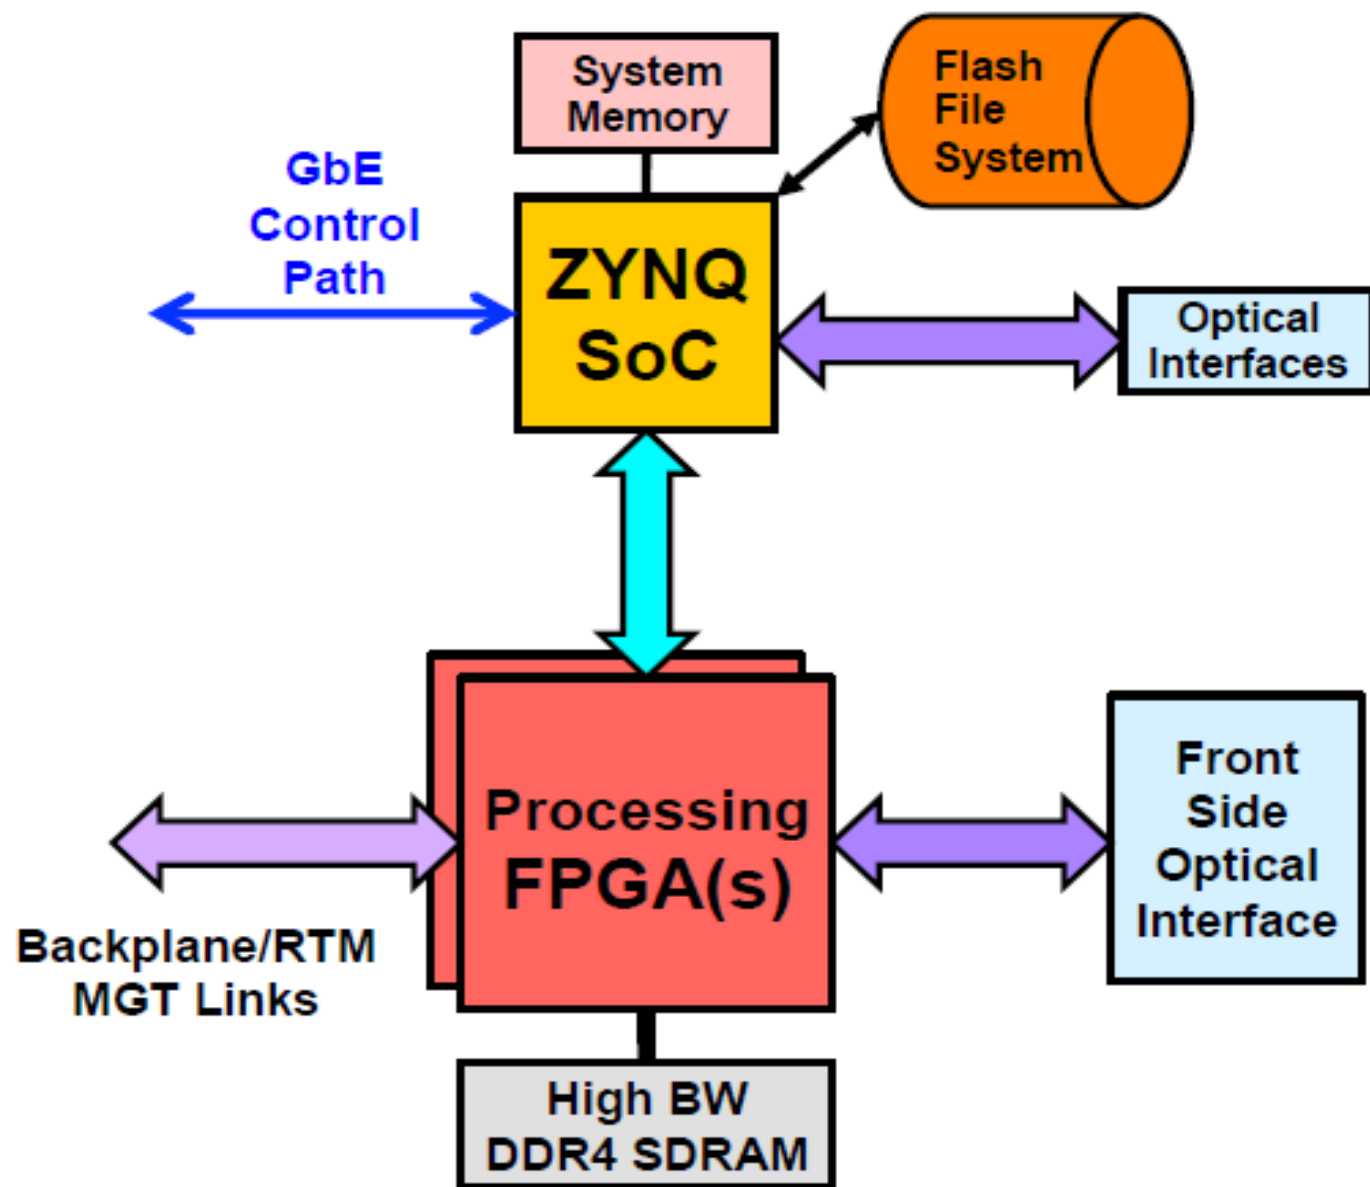 System
Memory
Flash
File
System
GbE
Control
Path
ZYNQ
SoC
Optical
Interfaces
Processing
FPGA(s)
Front
Side
Optical
Interface
Backplane/RTM
MGT Links
High BW
DDR4 SDRAM